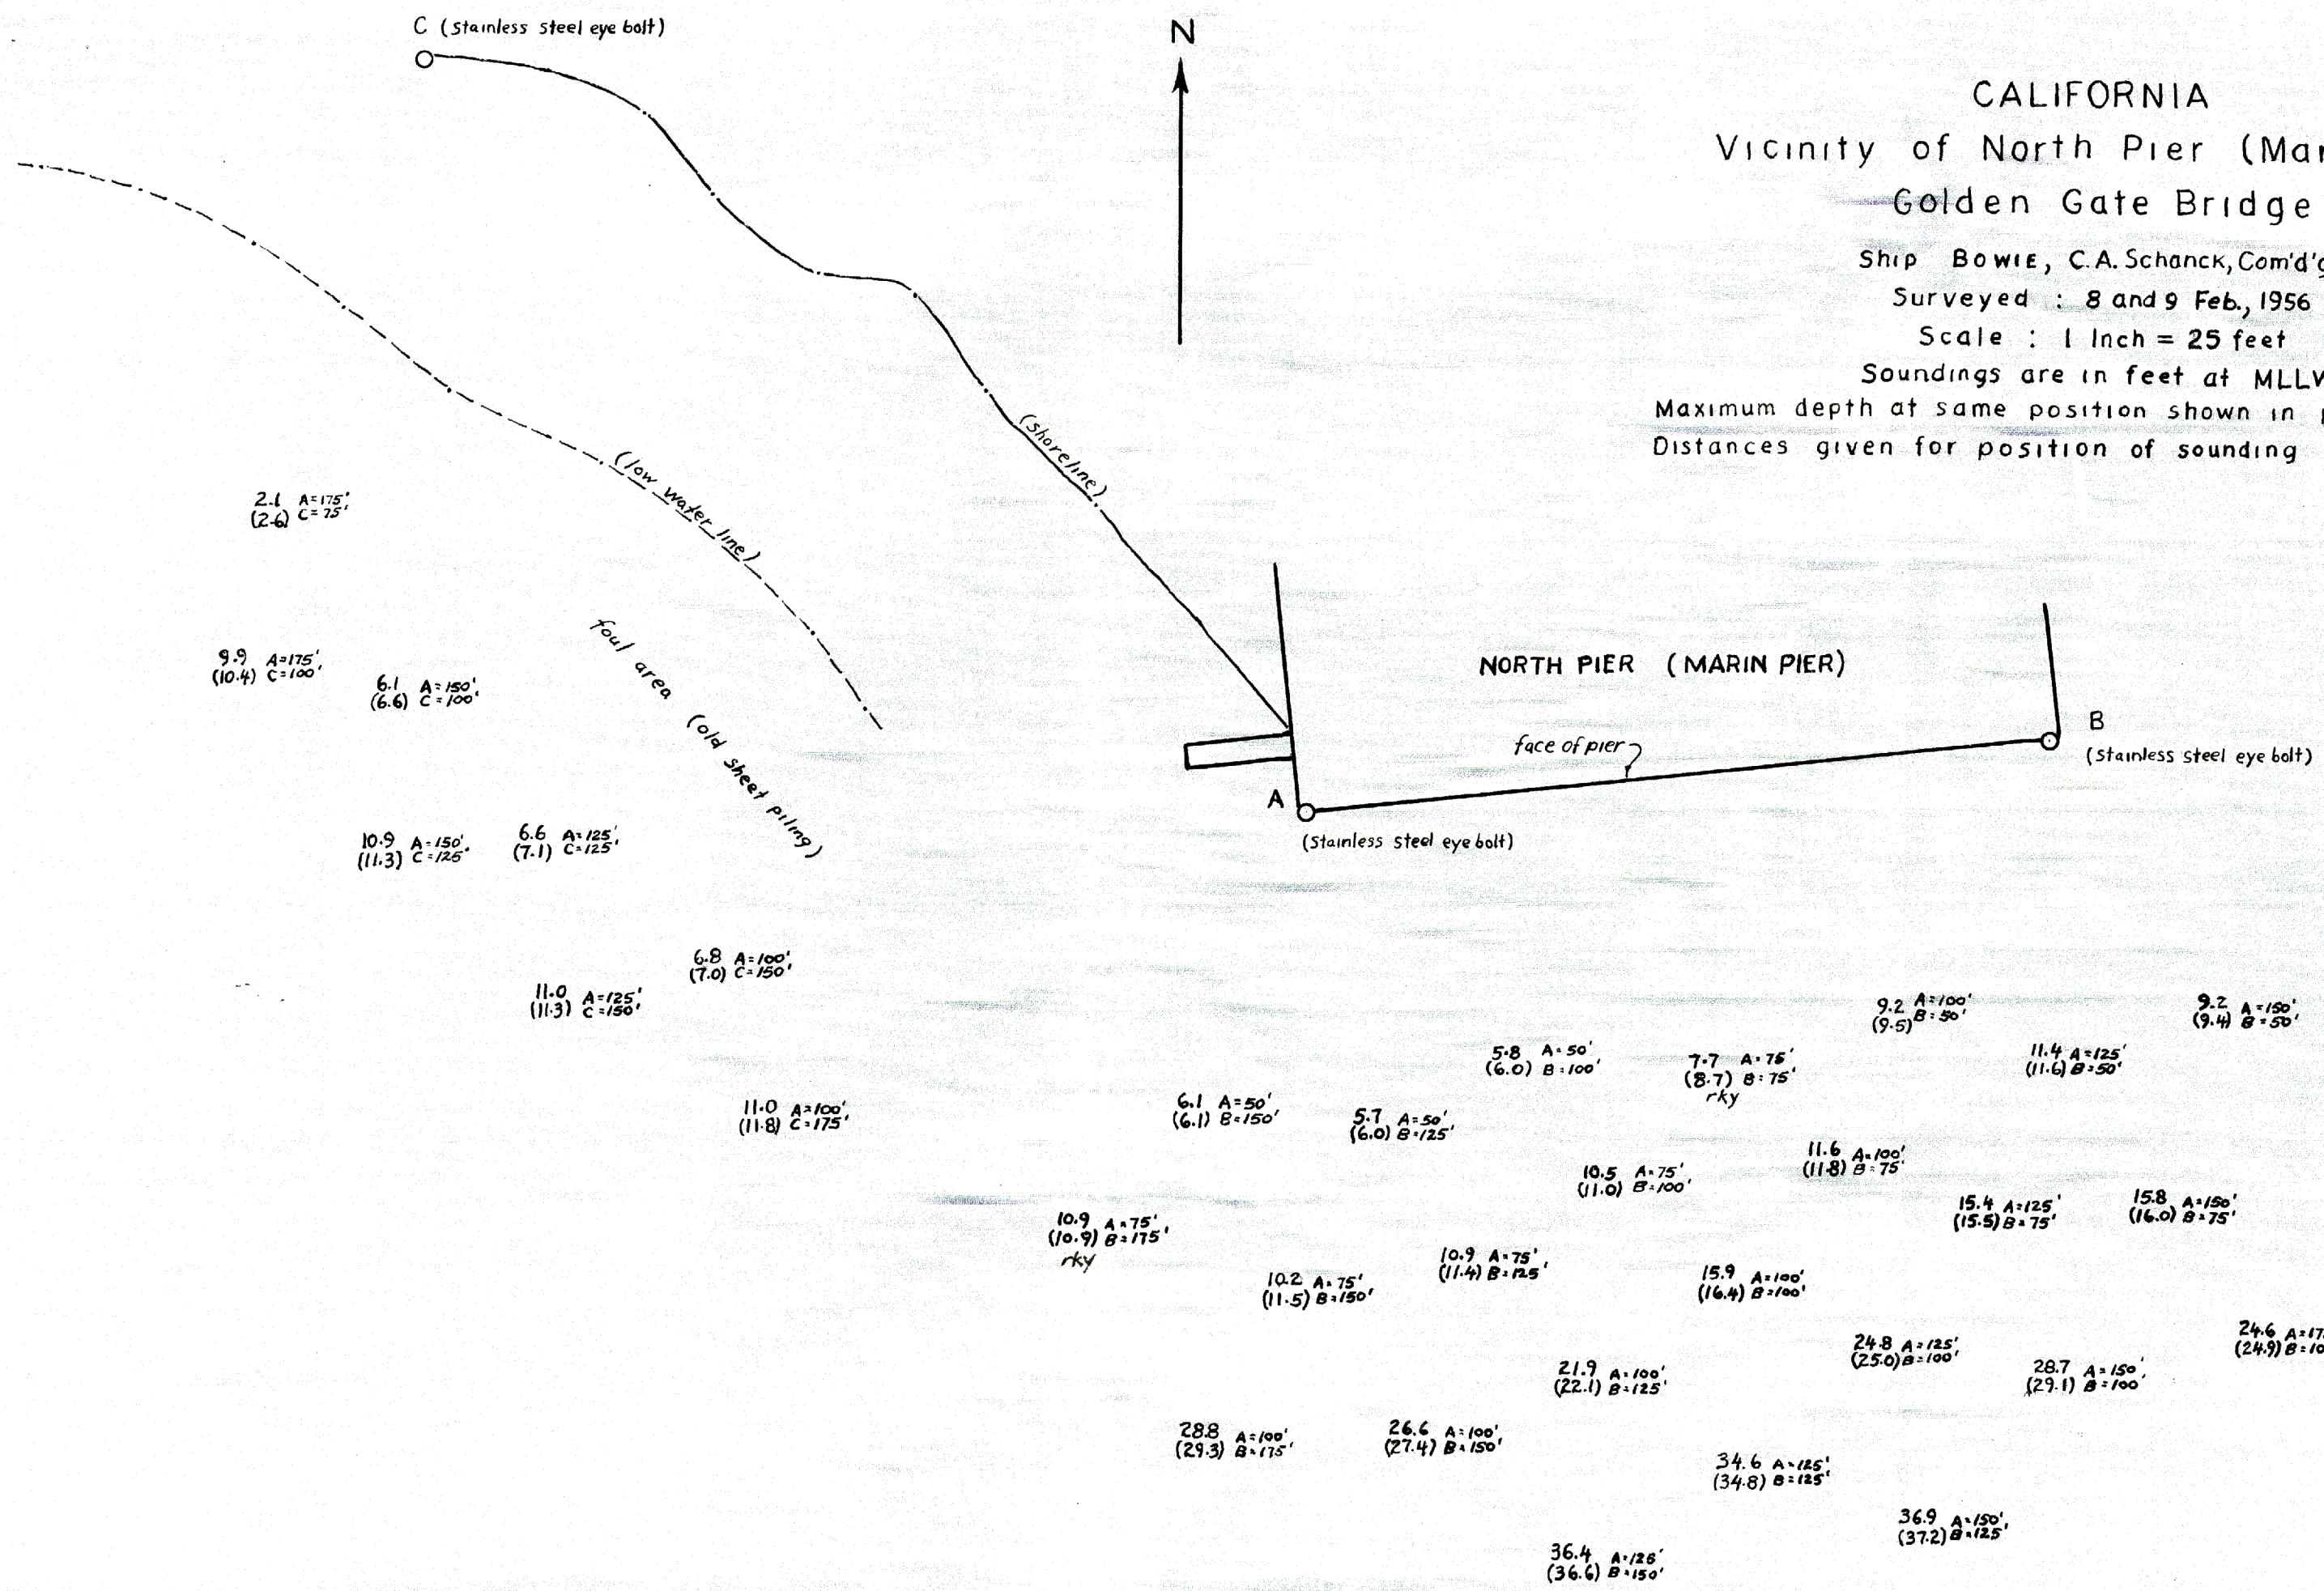 C (Stainless steel eye bolt)
N
CALIFORNIA
Vicinity of North Pier (Mar
Golden Gate Bridge
Ship BOWIE, C.A. Schanck, Com'd'g
Surveyed : 8 and 9 Feb., 1956
Scale : 1 Inch = 25 feet
Soundings are in feet at MLLW
Maximum depth at same position shown in
Distances given for position of sounding
(shoreline)
(low water line)
2.1 A=175'
(2.6) C=75'
foul area (old sheet piling)
9.9 A=175'
(10.4) C=100'
6.1 A=150'
(6.6) C=100'
NORTH PIER (MARIN PIER)
face of pier
B
(Stainless steel eye bolt)
A
(Stainless steel eye bolt)
10.9 A=150'
(11.3) C=125'
6.6 A=125'
(7.1) C=125'
6.8 A=100'
(7.0) C=150'
11.0 A=125'
(11.3) C=150'
9.2 A=100'
(9.5) B=50'
9.2 A=150'
(9.4) B=50'
5.8 A=50'
(6.0) B=100'
7.7 A=75'
(8.7) B=75'
rky
11.4 A=125'
(11.6) B=50'
11.0 A=100'
(11.8) C=175'
6.1 A=50'
(6.1) B=150'
5.7 A=50'
(6.0) B=125'
10.5 A=75'
(11.0) B=100'
11.6 A=100'
(11.8) B=75'
15.4 A=125'
(15.5) B=75'
15.8 A=150'
(16.0) B=75'
10.9 A=75'
(10.9) B=175'
rky
10.2 A=75'
(11.5) B=150'
10.9 A=75'
(11.4) B=125'
15.9 A=100'
(16.4) B=100'
24.8 A=125'
(25.0) B=100'
28.7 A=150'
(29.1) B=100'
24.6 A=17
(24.9) B=10
21.9 A=100'
(22.1) B=125'
28.8 A=100'
(29.3) B=175'
26.6 A=100'
(27.4) B=150'
34.6 A=125'
(34.8) B=125'
36.9 A=150'
(37.2) B=125'
36.4 A=125'
(36.6) B=150'